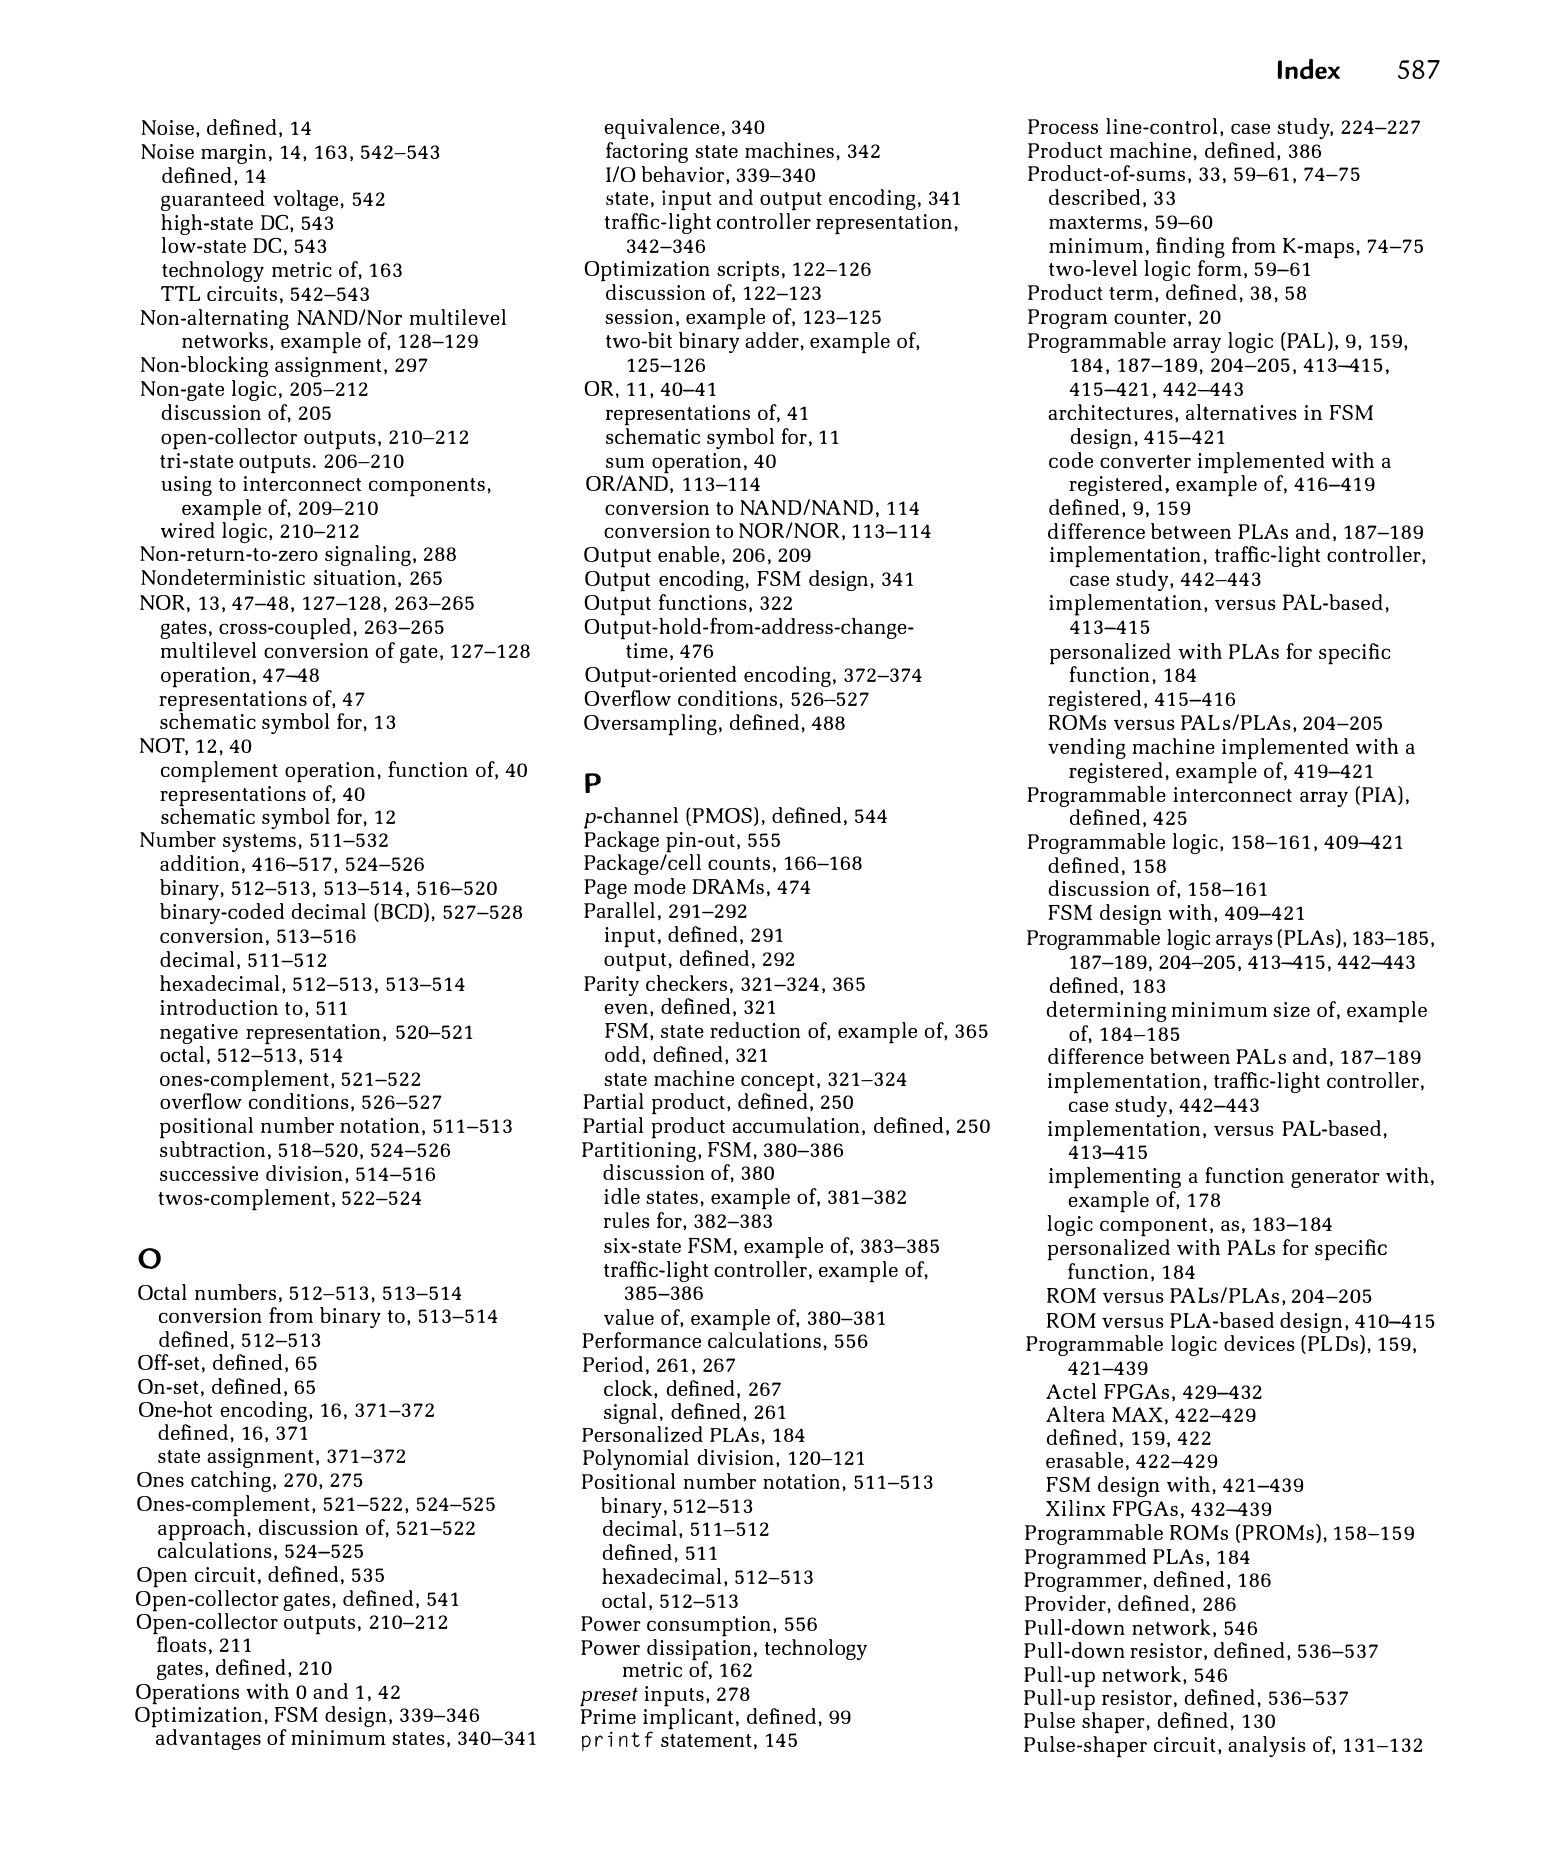 Index 587
Noise, defined, 14
Noise margin, 14, 163, 542–543
defined, 14
guaranteed voltage, 542
high-state DC, 543
low-state DC, 543
technology metric of, 163
TTL circuits, 542–543
Non-alternating NAND/Nor multilevel
networks, example of, 128–129
Non-blocking assignment, 297
Non-gate logic, 205–212
discussion of, 205
open-collector outputs, 210–212
tri-state outputs. 206–210
using to interconnect components,
example of, 209–210
wired logic, 210–212
Non-return-to-zero signaling, 288
Nondeterministic situation, 265
NOR, 13, 47–48, 127–128, 263–265
gates, cross-coupled, 263–265
multilevel conversion of gate, 127–128
operation, 47–48
representations of, 47
schematic symbol for, 13
NOT, 12, 40
complement operation, function of, 40
representations of, 40
schematic symbol for, 12
Number systems, 511–532
addition, 416–517, 524–526
binary, 512–513, 513–514, 516–520
binary-coded decimal (BCD), 527–528
conversion, 513–516
decimal, 511–512
hexadecimal, 512–513, 513–514
introduction to, 511
negative representation, 520–521
octal, 512–513, 514
ones-complement, 521–522
overflow conditions, 526–527
positional number notation, 511–513
subtraction, 518–520, 524–526
successive division, 514–516
twos-complement, 522–524
O
Octal numbers, 512–513, 513–514
conversion from binary to, 513–514
defined, 512–513
Off-set, defined, 65
On-set, defined, 65
One-hot encoding, 16, 371–372
defined, 16, 371
state assignment, 371–372
Ones catching, 270, 275
Ones-complement, 521–522, 524–525
approach, discussion of, 521–522
calculations, 524–525
Open circuit, defined, 535
Open-collector gates, defined, 541
Open-collector outputs, 210–212
floats, 211
gates, defined, 210
Operations with 0 and 1, 42
Optimization, FSM design, 339–346
advantages of minimum states, 340–341
equivalence, 340
factoring state machines, 342
I/O behavior, 339–340
state, input and output encoding, 341
traffic-light controller representation,
342–346
Optimization scripts, 122–126
discussion of, 122–123
session, example of, 123–125
two-bit binary adder, example of,
125–126
OR, 11, 40–41
representations of, 41
schematic symbol for, 11
sum operation, 40
OR/AND, 113–114
conversion to NAND/NAND, 114
conversion to NOR/NOR, 113–114
Output enable, 206, 209
Output encoding, FSM design, 341
Output functions, 322
Output-hold-from-address-change-
time, 476
Output-oriented encoding, 372–374
Overflow conditions, 526–527
Oversampling, defined, 488
P
p-channel (PMOS), defined, 544
Package pin-out, 555
Package/cell counts, 166–168
Page mode DRAMs, 474
Parallel, 291–292
input, defined, 291
output, defined, 292
Parity checkers, 321–324, 365
even, defined, 321
FSM, state reduction of, example of, 365
odd, defined, 321
state machine concept, 321–324
Partial product, defined, 250
Partial product accumulation, defined, 250
Partitioning, FSM, 380–386
discussion of, 380
idle states, example of, 381–382
rules for, 382–383
six-state FSM, example of, 383–385
traffic-light controller, example of,
385–386
value of, example of, 380–381
Performance calculations, 556
Period, 261, 267
clock, defined, 267
signal, defined, 261
Personalized PLAs, 184
Polynomial division, 120–121
Positional number notation, 511–513
binary, 512–513
decimal, 511–512
defined, 511
hexadecimal, 512–513
octal, 512–513
Power consumption, 556
Power dissipation, technology
metric of, 162
preset inputs, 278
Prime implicant, defined, 99
printf statement, 145
Process line-control, case study, 224–227
Product machine, defined, 386
Product-of-sums, 33, 59–61, 74–75
described, 33
maxterms, 59–60
minimum, finding from K-maps, 74–75
two-level logic form, 59–61
Product term, defined, 38, 58
Program counter, 20
Programmable array logic (PAL), 9, 159,
184, 187–189, 204–205, 413–415,
415–421, 442–443
architectures, alternatives in FSM
design, 415–421
code converter implemented with a
registered, example of, 416–419
defined, 9, 159
difference between PLAs and, 187–189
implementation, traffic-light controller,
case study, 442–443
implementation, versus PAL-based,
413–415
personalized with PLAs for specific
function, 184
registered, 415–416
ROMs versus PALs/PLAs, 204–205
vending machine implemented with a
registered, example of, 419–421
Programmable interconnect array (PIA),
defined, 425
Programmable logic, 158–161, 409–421
defined, 158
discussion of, 158–161
FSM design with, 409–421
Programmable logic arrays (PLAs), 183–185,
187–189, 204–205, 413–415, 442–443
defined, 183
determining minimum size of, example
of, 184–185
difference between PALs and, 187–189
implementation, traffic-light controller,
case study, 442–443
implementation, versus PAL-based,
413–415
implementing a function generator with,
example of, 178
logic component, as, 183–184
personalized with PALs for specific
function, 184
ROM versus PALs/PLAs, 204–205
ROM versus PLA-based design, 410–415
Programmable logic devices (PLDs), 159,
421–439
Actel FPGAs, 429–432
Altera MAX, 422–429
defined, 159, 422
erasable, 422–429
FSM design with, 421–439
Xilinx FPGAs, 432–439
Programmable ROMs (PROMs), 158–159
Programmed PLAs, 184
Programmer, defined, 186
Provider, defined, 286
Pull-down network, 546
Pull-down resistor, defined, 536–537
Pull-up network, 546
Pull-up resistor, defined, 536–537
Pulse shaper, defined, 130
Pulse-shaper circuit, analysis of, 131–132